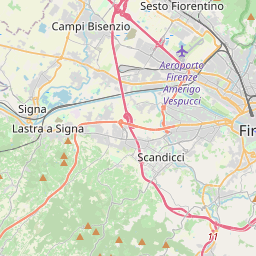 Sesto Fiorentino
Campi Bisenzio
Aeroporto
Firenze
Amerigo
Vespucci
Signa
Lastra a Signa
Fir
Scandicci
11